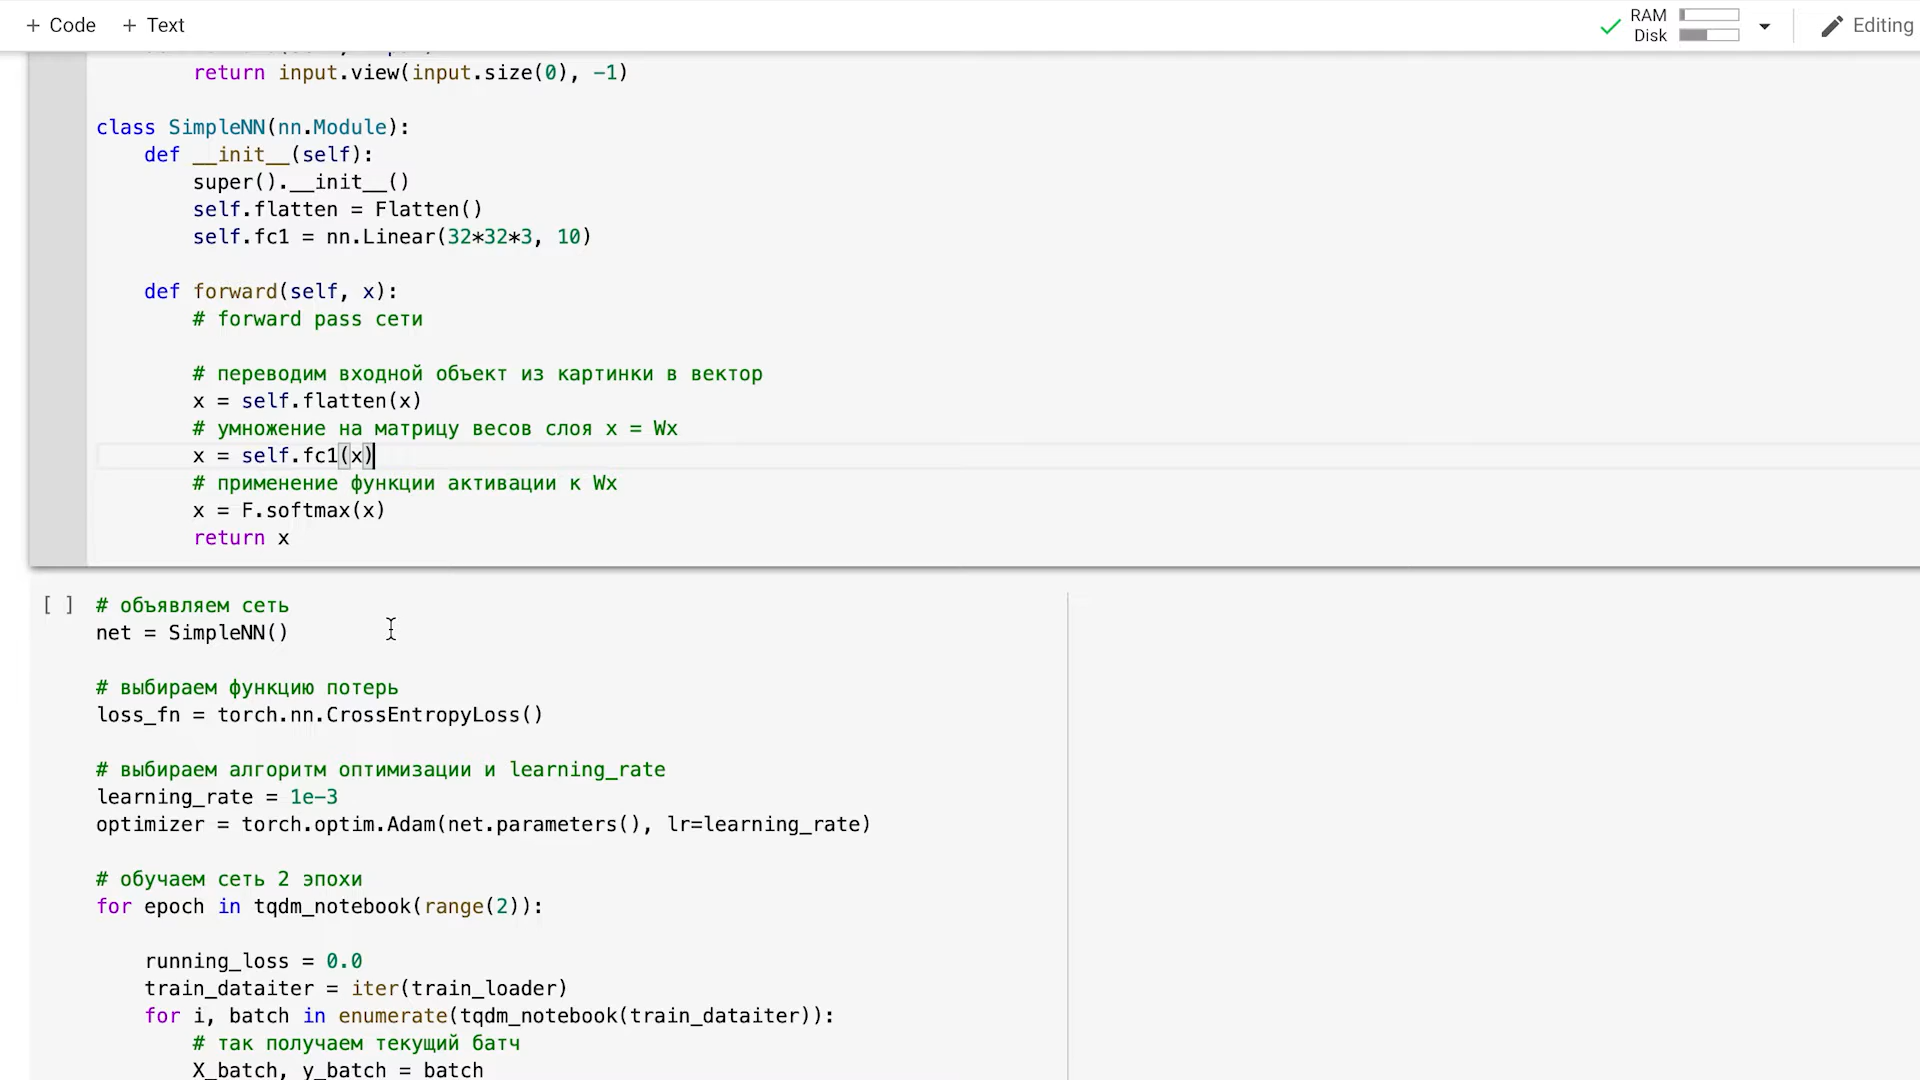 + Code + Text
RAM
Disk
Editing
return input.view(input.size(0), -1)
class SimpleNN(nn.Module):
def __init__(self):
super().__init__()
self.flatten = Flatten()
self.fc1 = nn.Linear(32*32*3, 10)
def forward(self, x):
# forward pass сети
# переводим входной объект из картинки в вектор
x = self.flatten(x)
# умножение на матрицу весов слоя x = Wx
x = self.fc1(x)
# применение функции активации к Wx
x = F.softmax(x)
return x
[ ] # объявляем сеть
net = SimpleNN()
# выбираем функцию потерь
loss_fn = torch.nn.CrossEntropyLoss()
# выбираем алгоритм оптимизации и learning_rate
learning_rate = 1e-3
optimizer = torch.optim.Adam(net.parameters(), lr=learning_rate)
# обучаем сеть 2 эпохи
for epoch in tqdm_notebook(range(2)):
running_loss = 0.0
train_dataiter = iter(train_loader)
for i, batch in enumerate(tqdm_notebook(train_dataiter)):
# так получаем текущий батч
X_batch, y_batch = batch